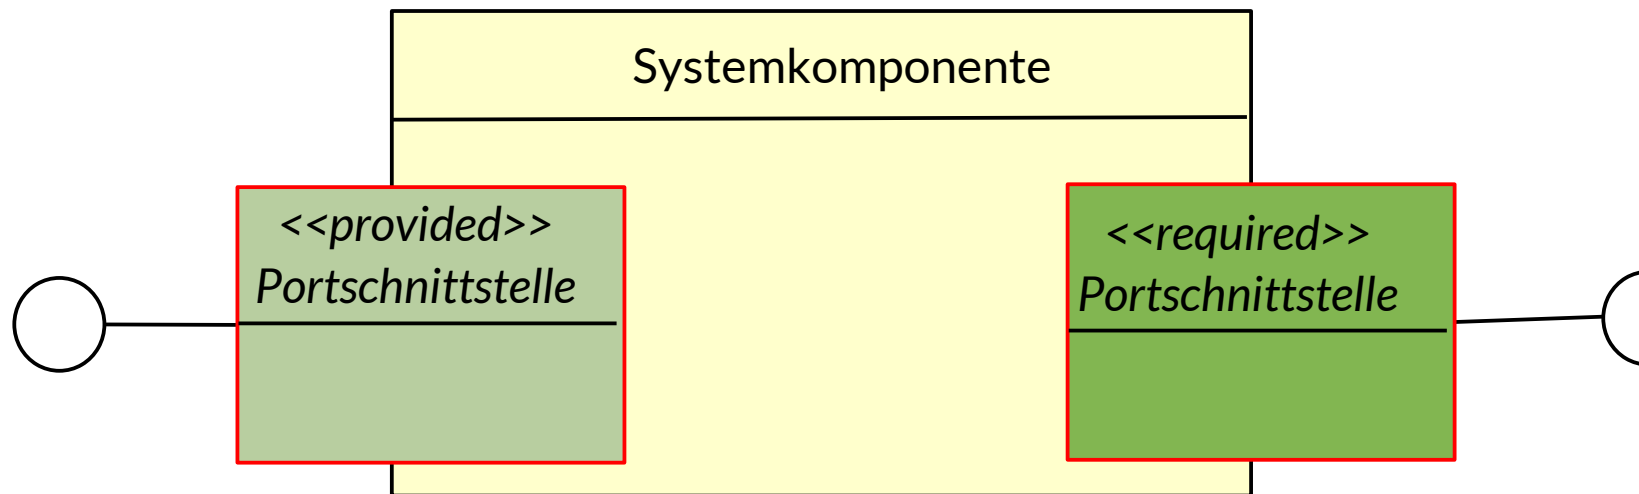 Systemkomponente
<<provided>>
Portschnittstelle
<<required>>
Portschnittstelle